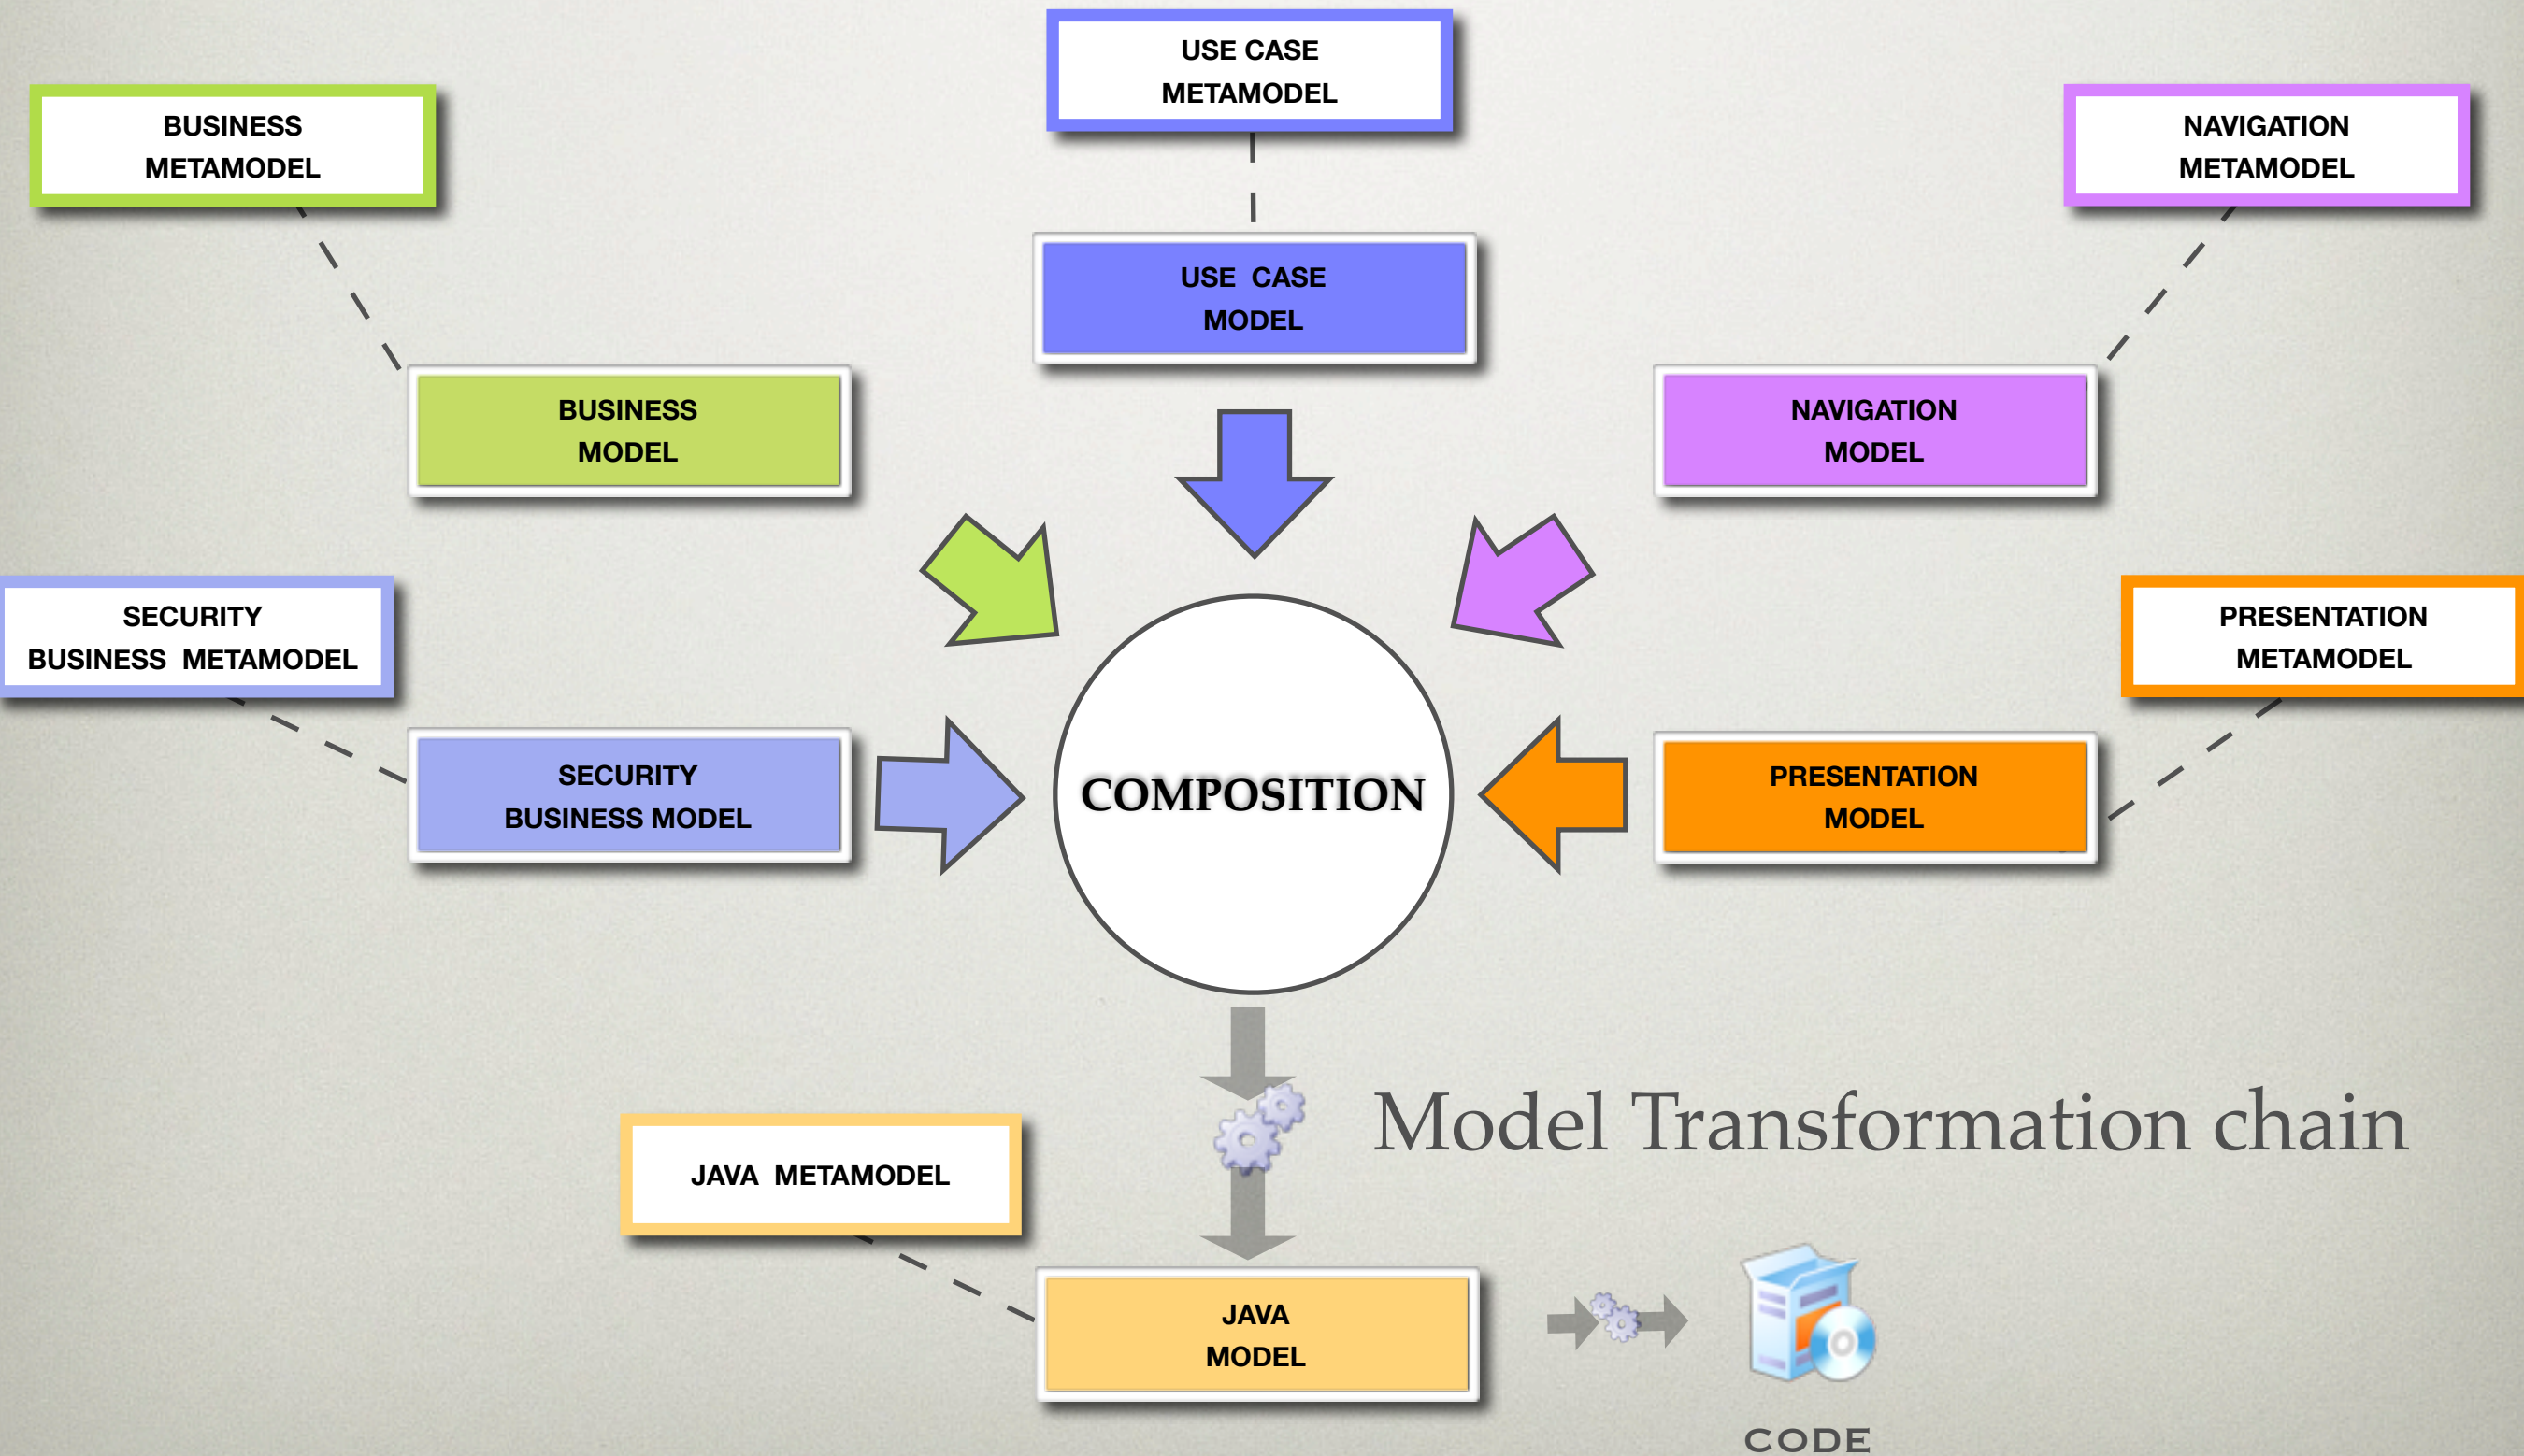 USE CASE
METAMODEL
BUSINESS
METAMODEL
NAVIGATION
METAMODEL
USE CASE
MODEL
BUSINESS
MODEL
NAVIGATION
MODEL
SECURITY
BUSINESS METAMODEL
PRESENTATION
METAMODEL
SECURITY
BUSINESS MODEL
COMPOSITION
PRESENTATION
MODEL
Model Transformation chain
JAVA METAMODEL
JAVA
MODEL
CODE